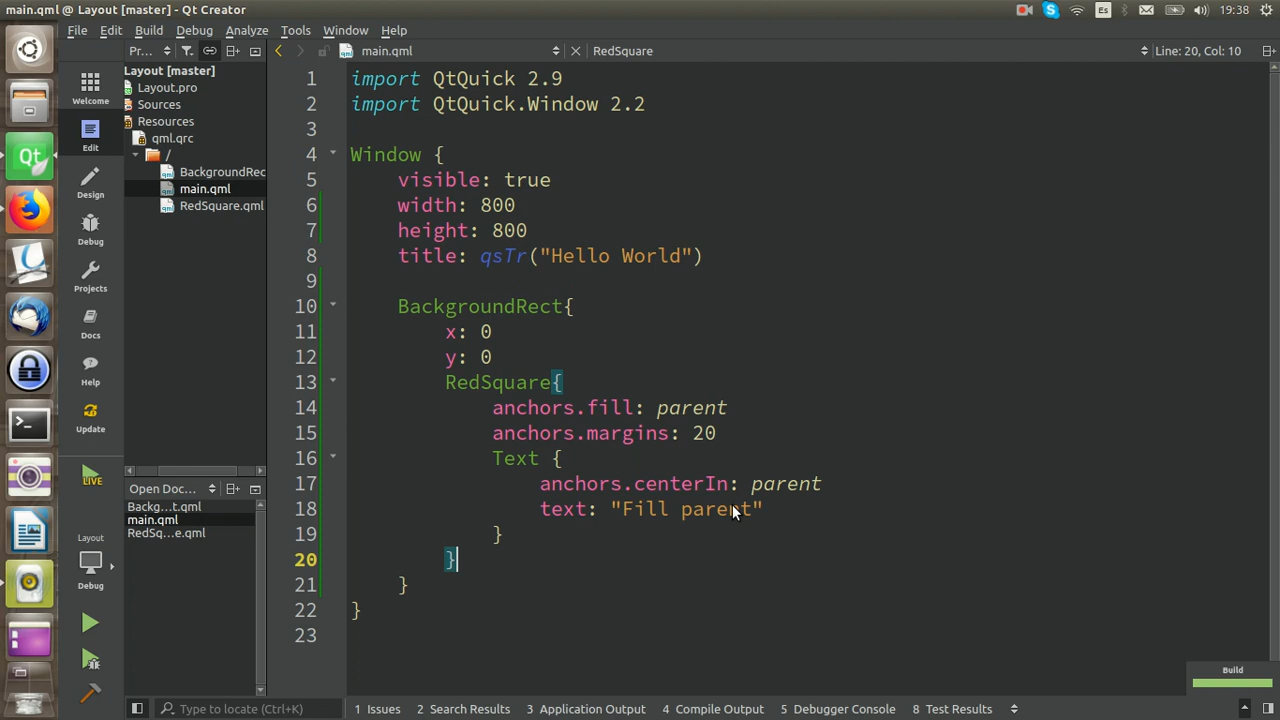 main.qml @ Layout [master] - Qt Creator
Es
19:38
File Edit Build Debug Analyze Tools Window Help
Pr...
main.qml
RedSquare
Line: 20, Col: 10
Welcome
Edit
Design
Debug
Projects
Docs
Help
Update
LIVE
Layout
Debug
Layout [master]
Layout.pro
Sources
Resources
qml.qrc
/
BackgroundRec
main.qml
RedSquare.qml
Open Doc...
Backg...t.qml
main.qml
RedSq...e.qml
1 import QtQuick 2.9
2 import QtQuick.Window 2.2
3
4 Window {
5 visible: true
6 width: 800
7 height: 800
8 title: qsTr("Hello World")
9
10 BackgroundRect{
11 x: 0
12 y: 0
13 RedSquare{
14 anchors.fill: parent
15 anchors.margins: 20
16 Text {
17 anchors.centerIn: parent
18 text: "Fill parent"
19 }
20 }
21 }
22 }
23
Build
Type to locate (Ctrl+K)
1 Issues 2 Search Results 3 Application Output 4 Compile Output 5 Debugger Console 8 Test Results